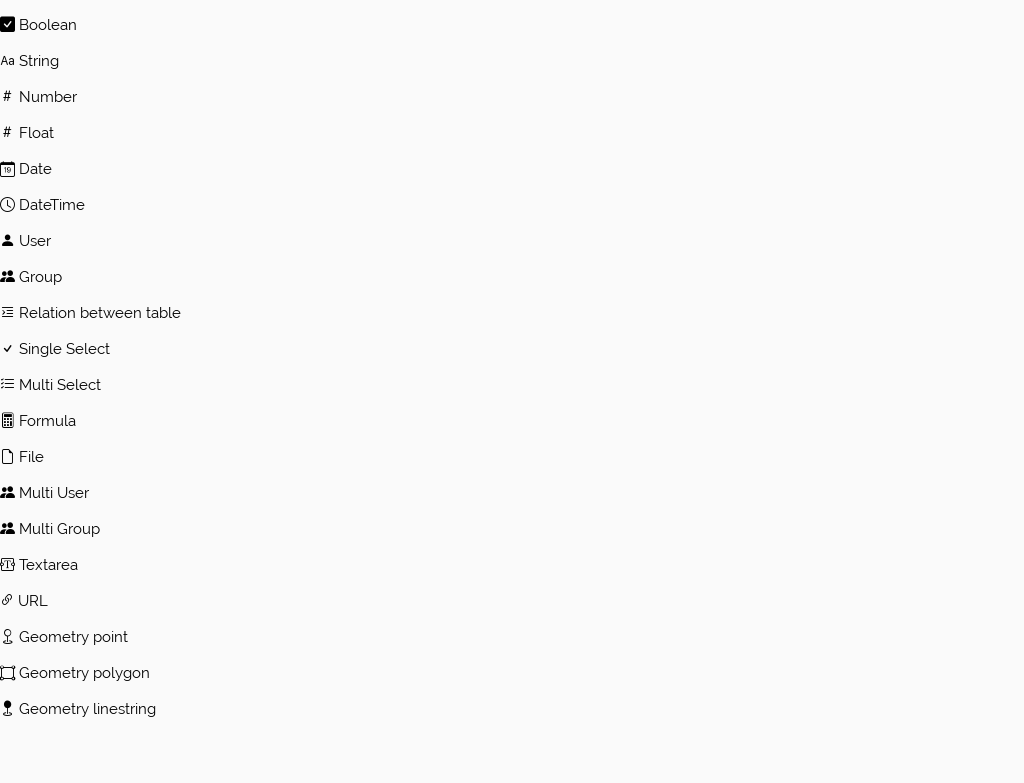 Boolean
Aa String
# Number
# Float
19 Date
DateTime
User
Group
Relation between table
Single Select
Multi Select
Formula
File
Multi User
Multi Group
Textarea
URL
Geometry point
Geometry polygon
Geometry linestring